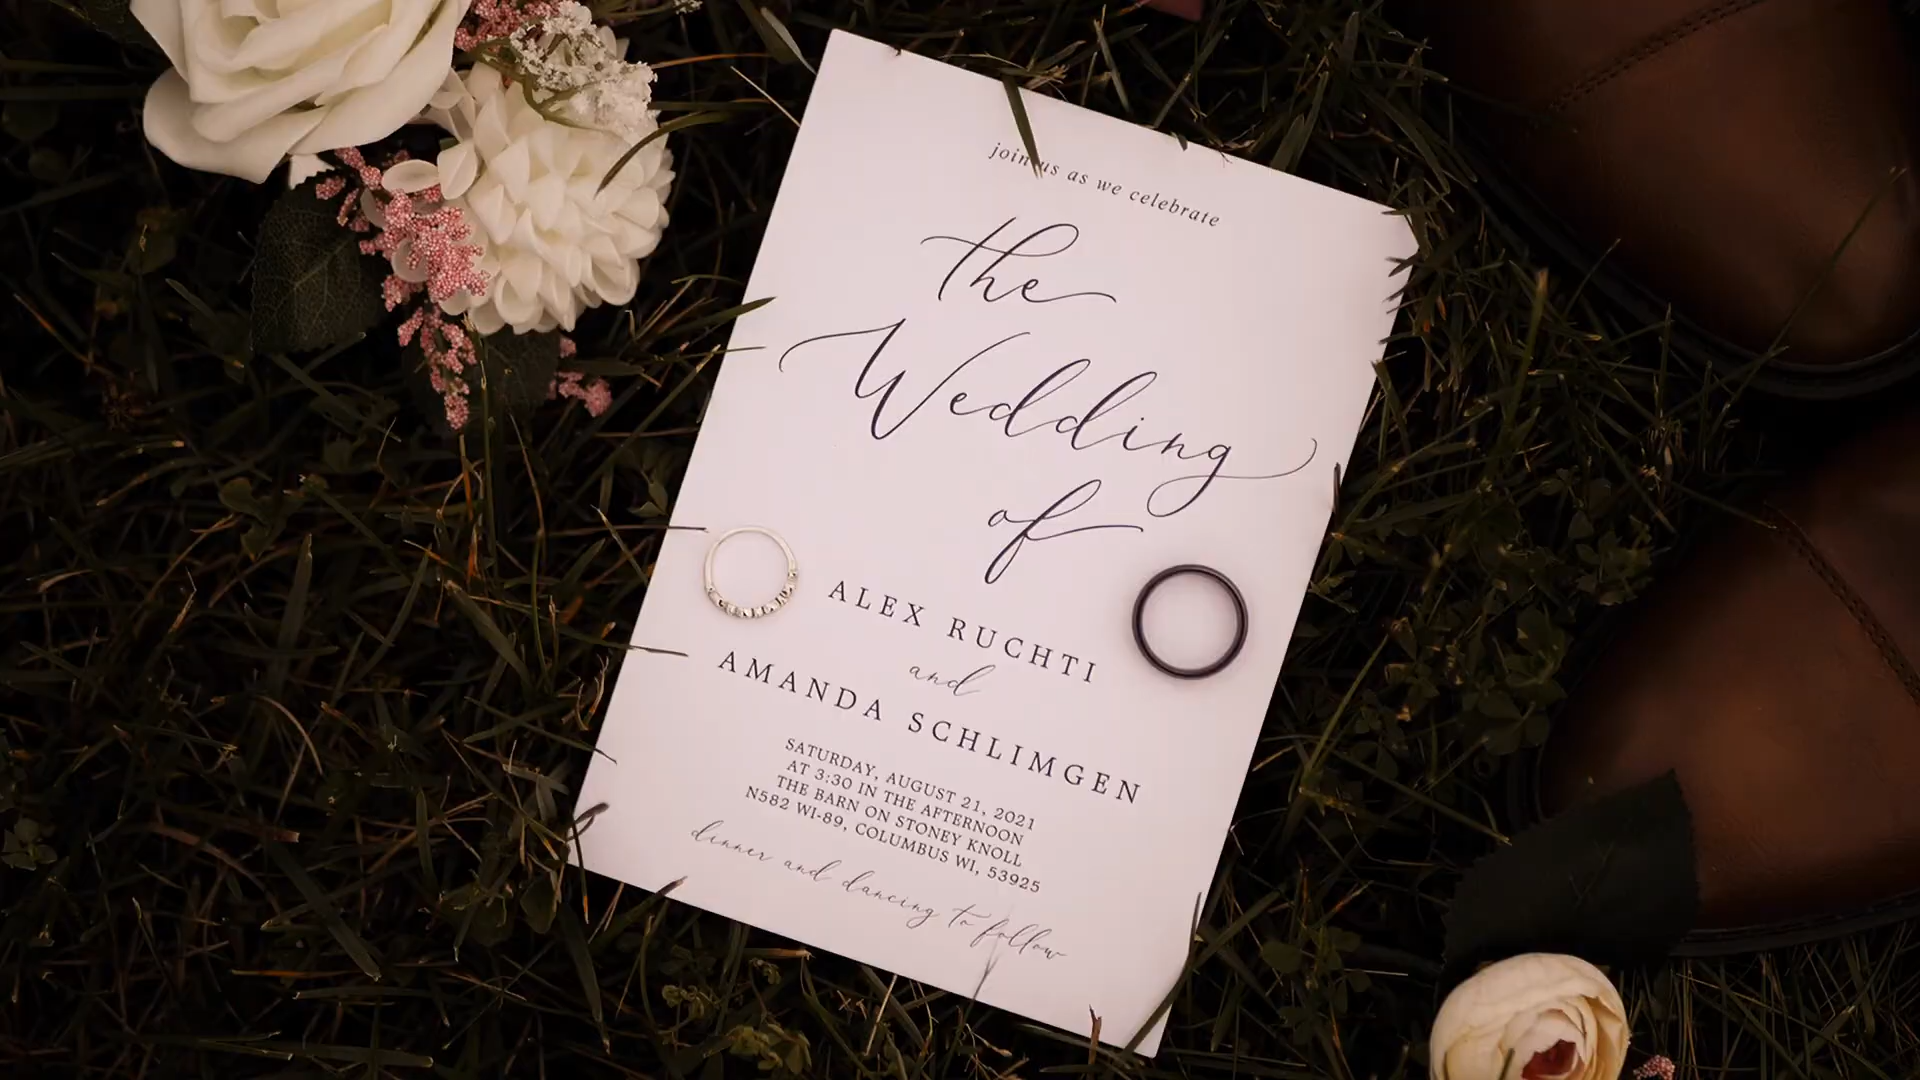 join us as we celebrate
the
Wedding
of
ALEX RUCHTI
and
AMANDA SCHLIMGEN
SATURDAY, AUGUST 21, 2021
AT 3:30 IN THE AFTERNOON
THE BARN ON STONEY KNOLL
N582 WI-89, COLUMBUS WI, 53925
dinner and dancing to follow